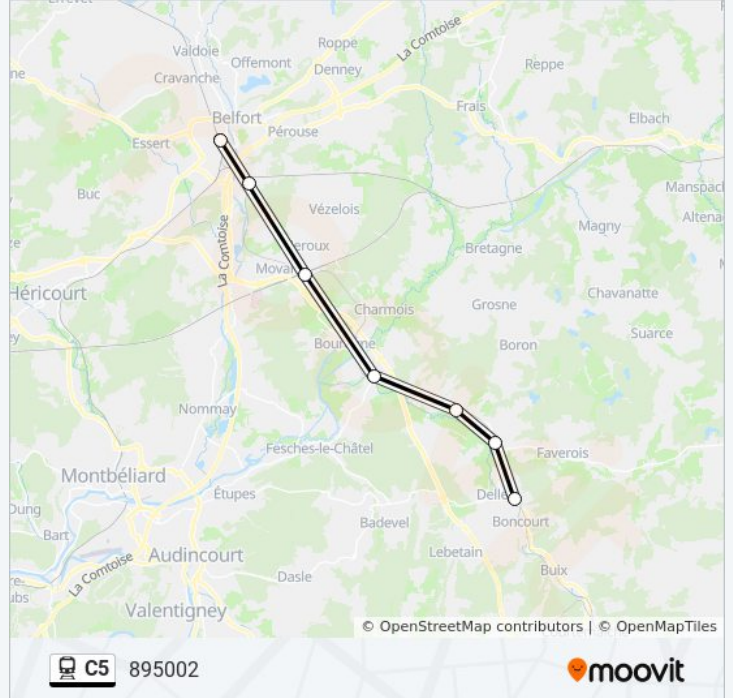 Valdoie
Roppe
La Comtoise
Offemont
Denney
Reppe
Cravanche
Frais
Belfort
Elbach
Pérouse
Essert
Buc
Vézelois
Magny
La Comtoise
Bretagne
Héricourt
Chavanatte
Charmois
Grosne
Suarce
Boron
Nommay
Fesches-le-Châtel
Faverois
Montbéliard
Étupes
Delle
Boncourt
Badevel
Bart
Audincourt
Lebetain
Buix
La Comtoise
Dasle
Valentigney
© OpenStreetMap contributors | © OpenMapTiles
C5 895002
moovit